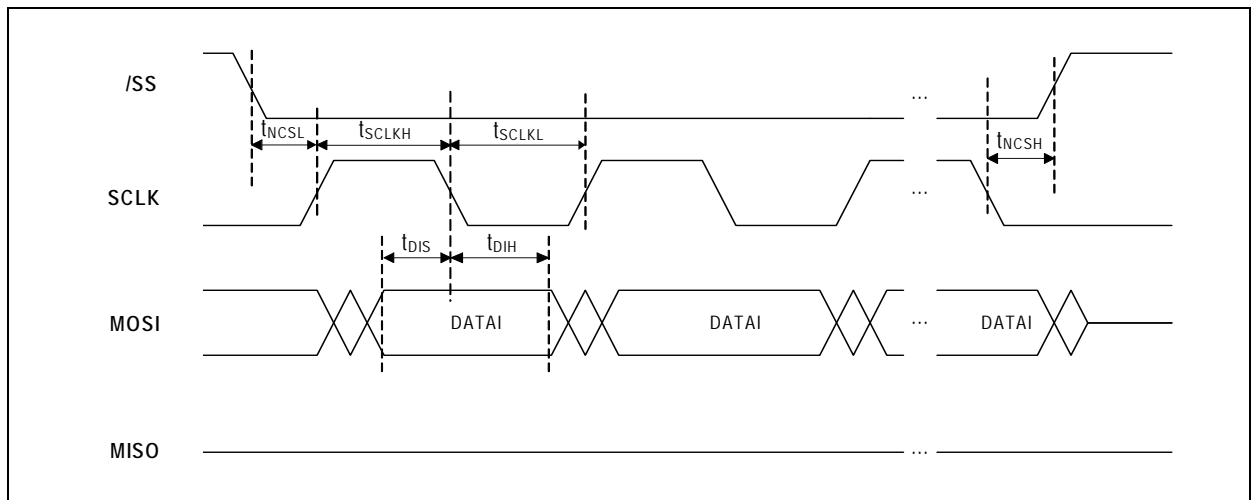 /SS
...
tNCSL
tSCLKH
tSCLKL
tNCSH
SCLK
...
tDIS
tDIH
MOSI
DATAI
DATAI
...
DATAI
MISO
...